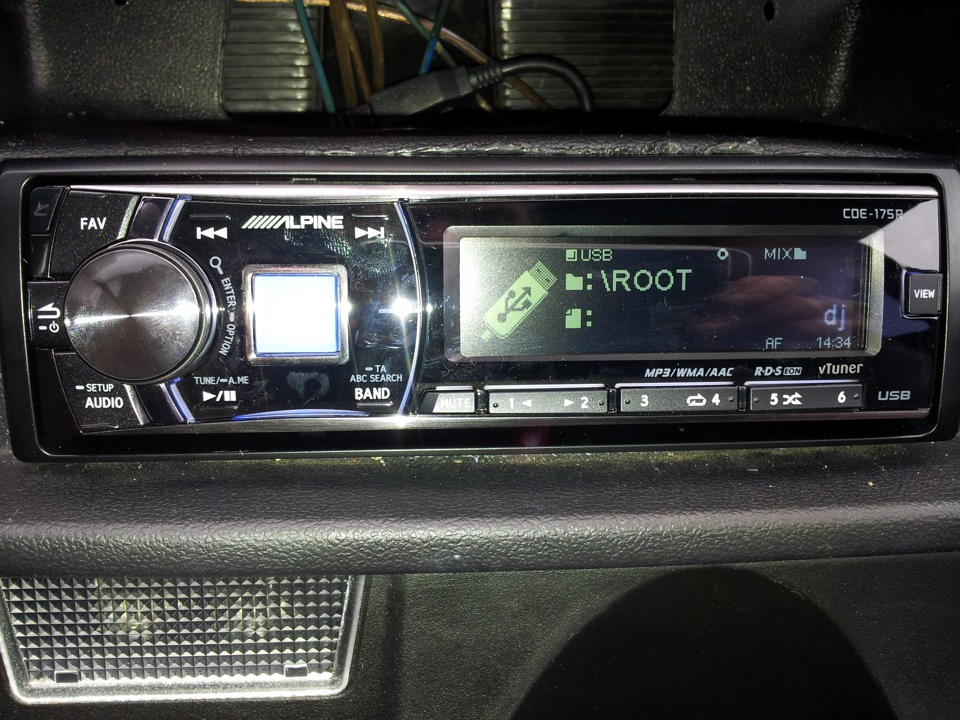 FAV
ALPINE
CDE-175R
ENTER
OPTION
USB
MIX
: \ROOT
:
dj
AF 14:34
VIEW
SETUP
AUDIO
TUNE/ A.ME
TA
ABC SEARCH
BAND
MP3/WMA/AAC R·D·S EON vTuner
MUTE 1 2 3 4 5 6
USB